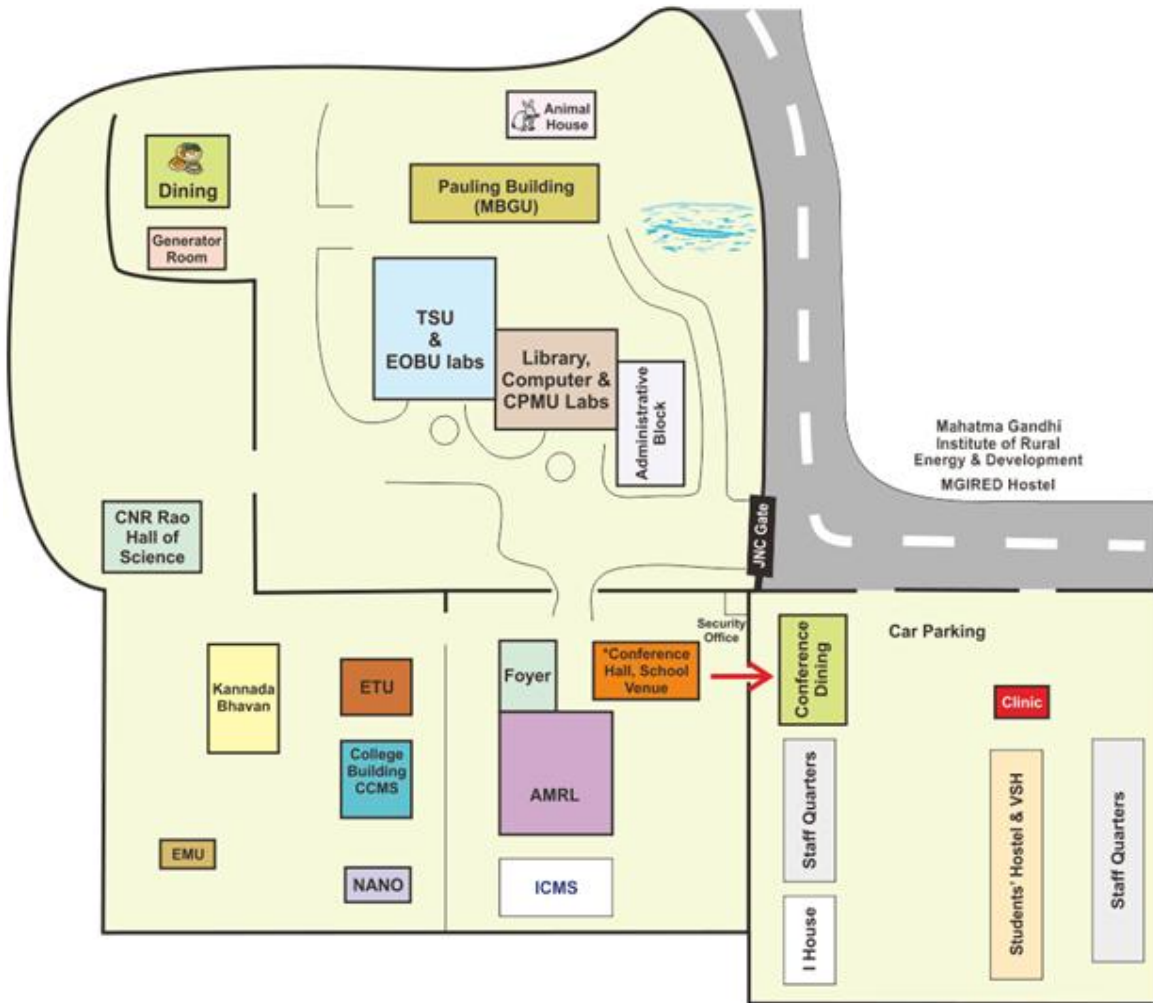 Animal
House
Dining
Pauling Building
(MBGU)
Generator
Room
TSU
&
EOBU labs
Library,
Computer &
CPMU Labs
Administrative
Block
Mahatma Gandhi
Institute of Rural
Energy & Development
MGIRED Hostel
CNR Rao
Hall of
Science
JNC Gate
Security
Office
Car Parking
Kannada
Bhavan
ETU
Foyer
*Conference
Hall, School
Venue
Conference
Dining
Clinic
College
Building
CCMS
AMRL
Staff Quarters
Students' Hostel & VSH
Staff Quarters
EMU
NANO
ICMS
I House